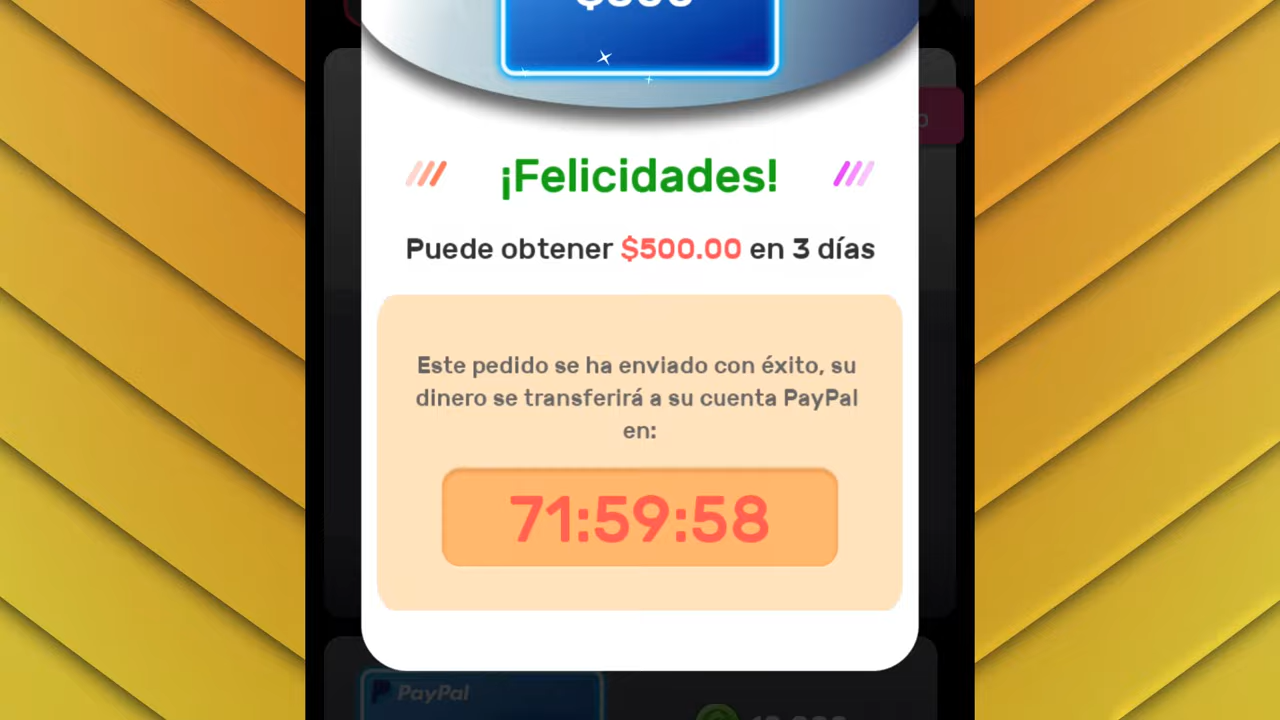 ¡Felicidades!
Puede obtener $500.00 en 3 días
Este pedido se ha enviado con éxito, su
dinero se transferirá a su cuenta PayPal
en:
71:59:58
PayPal